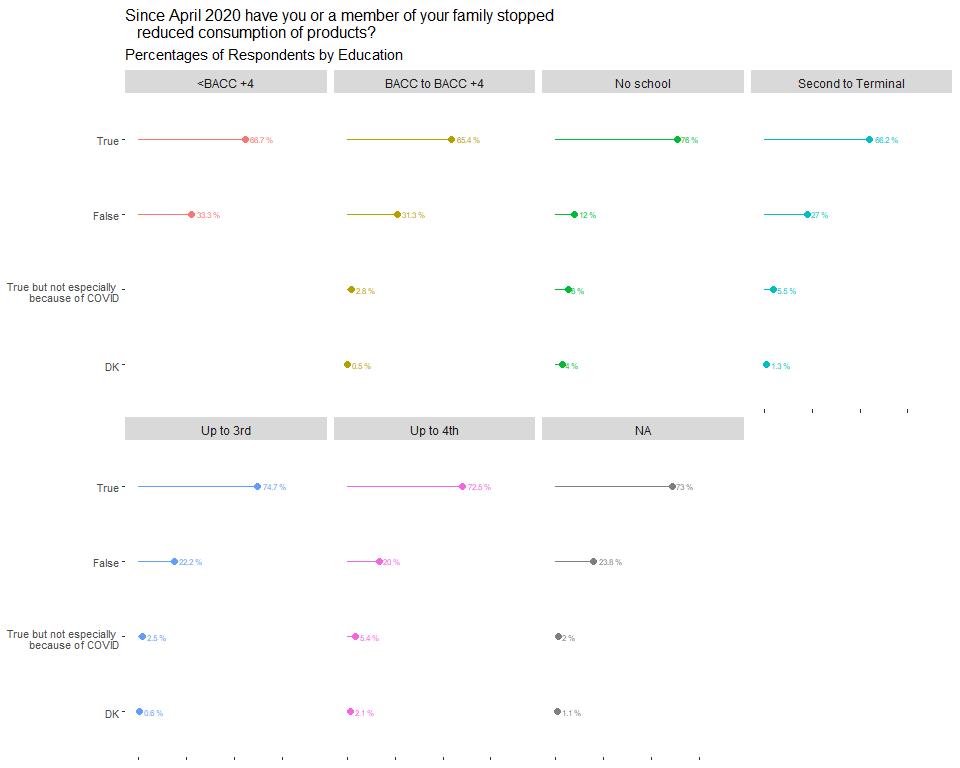 Since April 2020 have you or a member of your family stopped
reduced consumption of products?
Percentages of Respondents by Education
<BACC +4 BACC to BACC +4 No school Second to Terminal
True 66.7 % 65.4 % 76 % 66.2 %
False 33.3 % 31.3 % 12 % 27 %
True but not especially
because of COVID 2.8 % 8 % 5.5 %
DK 0.5 % 4 % 1.3 %
Up to 3rd Up to 4th NA
True 74.7 % 72.5 % 73 %
False 22.2 % 20 % 23.8 %
True but not especially
because of COVID 2.5 % 5.4 % 2 %
DK 0.6 % 2.1 % 1.1 %